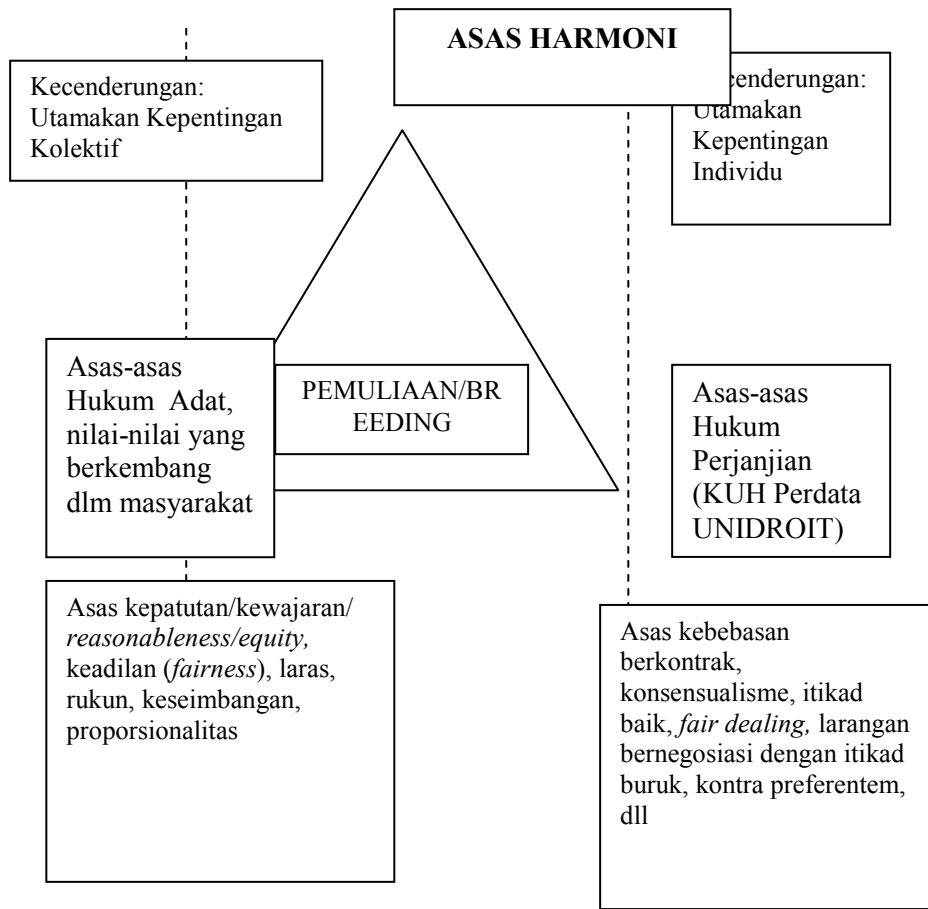 ASAS HARMONI
Kecenderungan:
Utamakan Kepentingan
Kolektif
cenderungan:
Utamakan
Kepentingan
Individu
Asas-asas
Hukum Adat,
nilai-nilai yang
berkembang
dlm masyarakat
PEMULIAAN/BR
EEDING
Asas-asas
Hukum
Perjanjian
(KUH Perdata
UNIDROIT)
Asas kepatutan/kewajaran/
reasonableness/equity,
keadilan (fairness), laras,
rukun, keseimbangan,
proporsionalitas
Asas kebebasan
berkontrak,
konsensualisme, itikad
baik, fair dealing, larangan
bernegosiasi dengan itikad
buruk, kontra preferentem,
dll